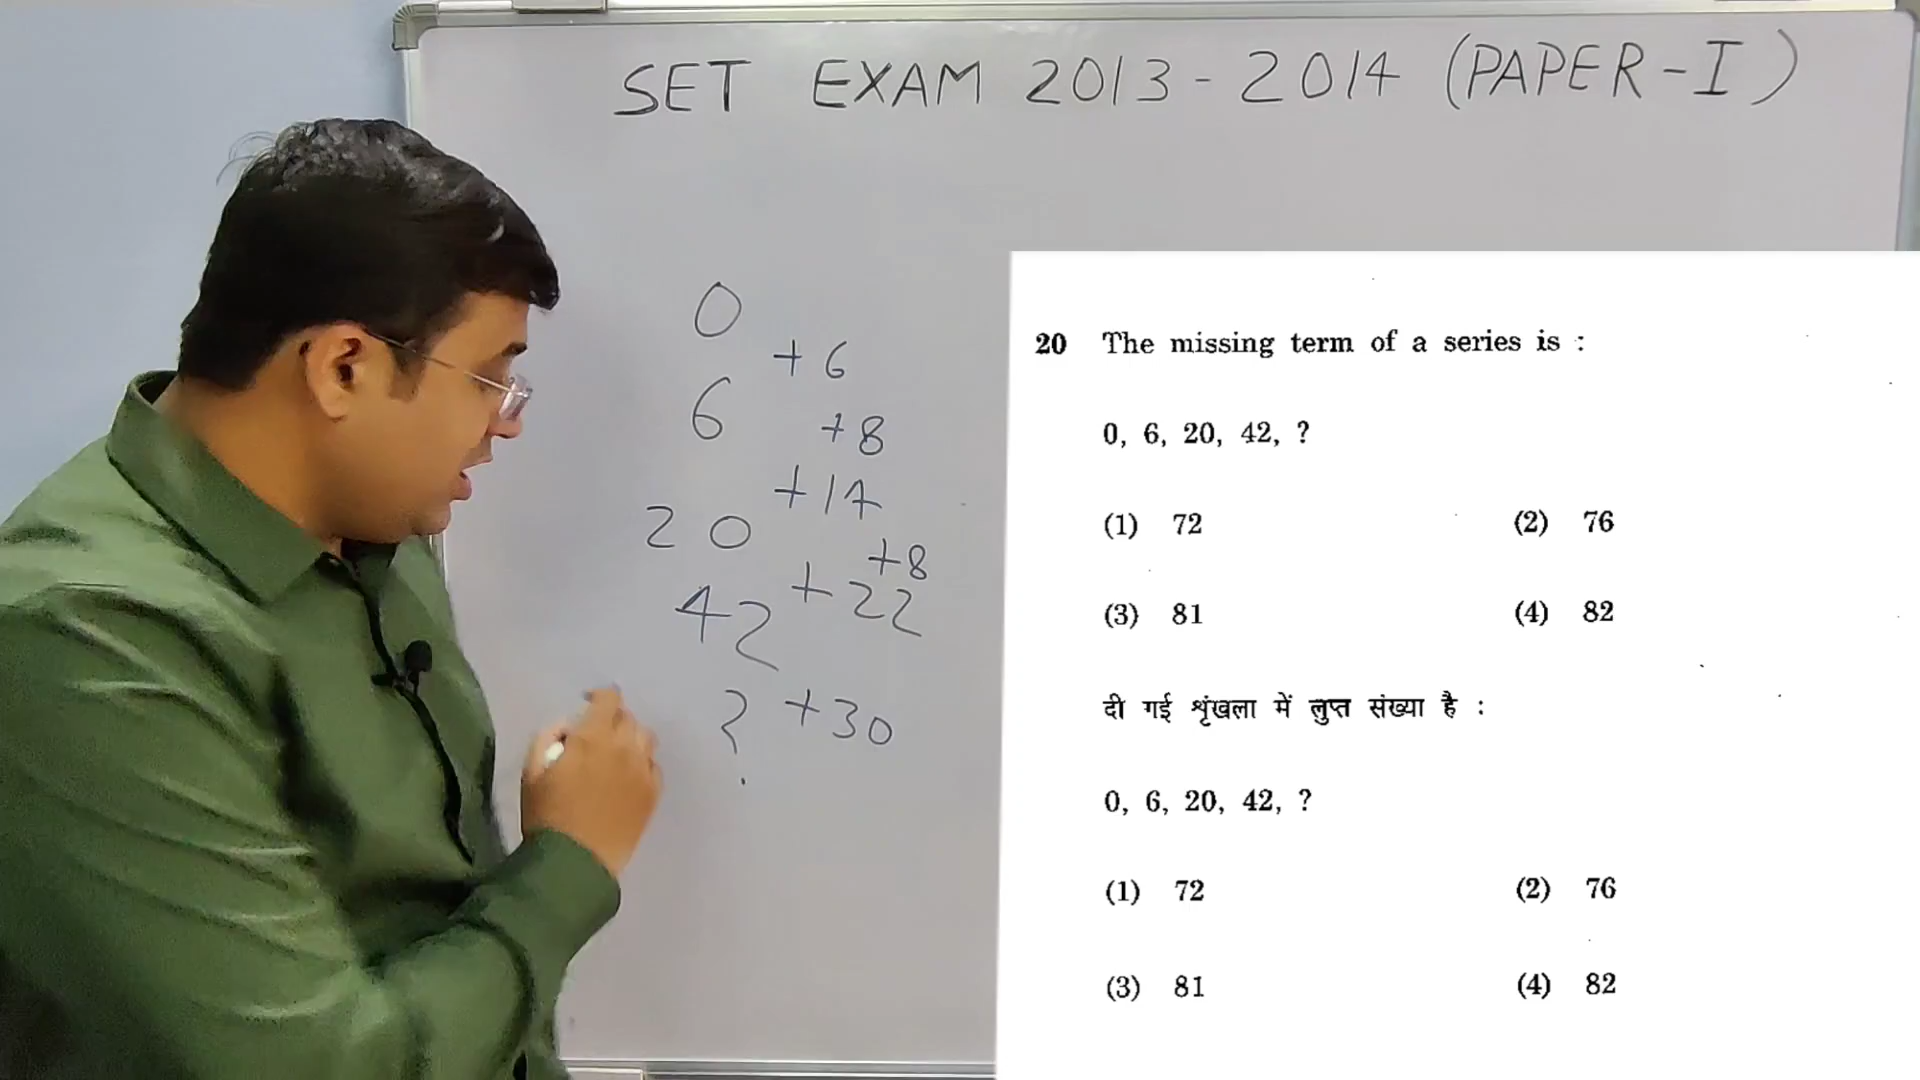 SET EXAM 2013-2014 (PAPER-I)
0
+6
6
+8
+14
20
+8
+22
42
? +30
20 The missing term of a series is :
0, 6, 20, 42, ?
(1) 72 (2) 76
(3) 81 (4) 82
दी गई शृंखला में लुप्त संख्या है :
0, 6, 20, 42, ?
(1) 72 (2) 76
(3) 81 (4) 82